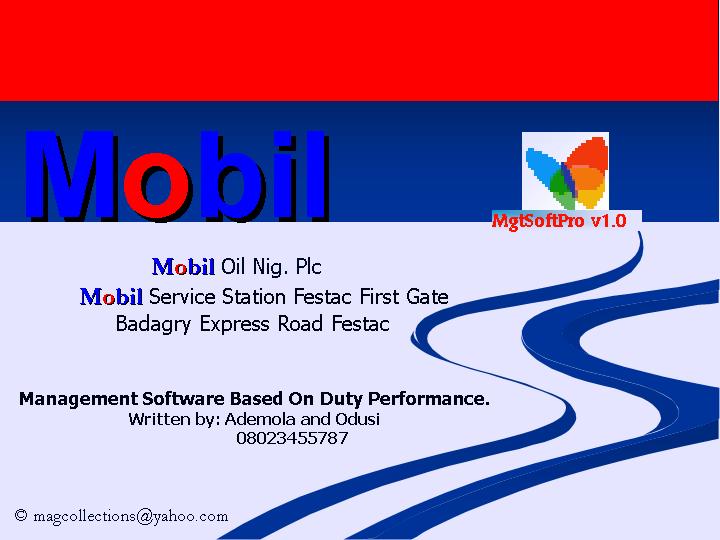 Mobil
MgtSoftPro v1.0
Mobil Oil Nig. Plc
Mobil Service Station Festac First Gate
Badagry Express Road Festac
Management Software Based On Duty Performance.
Written by: Ademola and Odusi
08023455787
© magcollections@yahoo.com